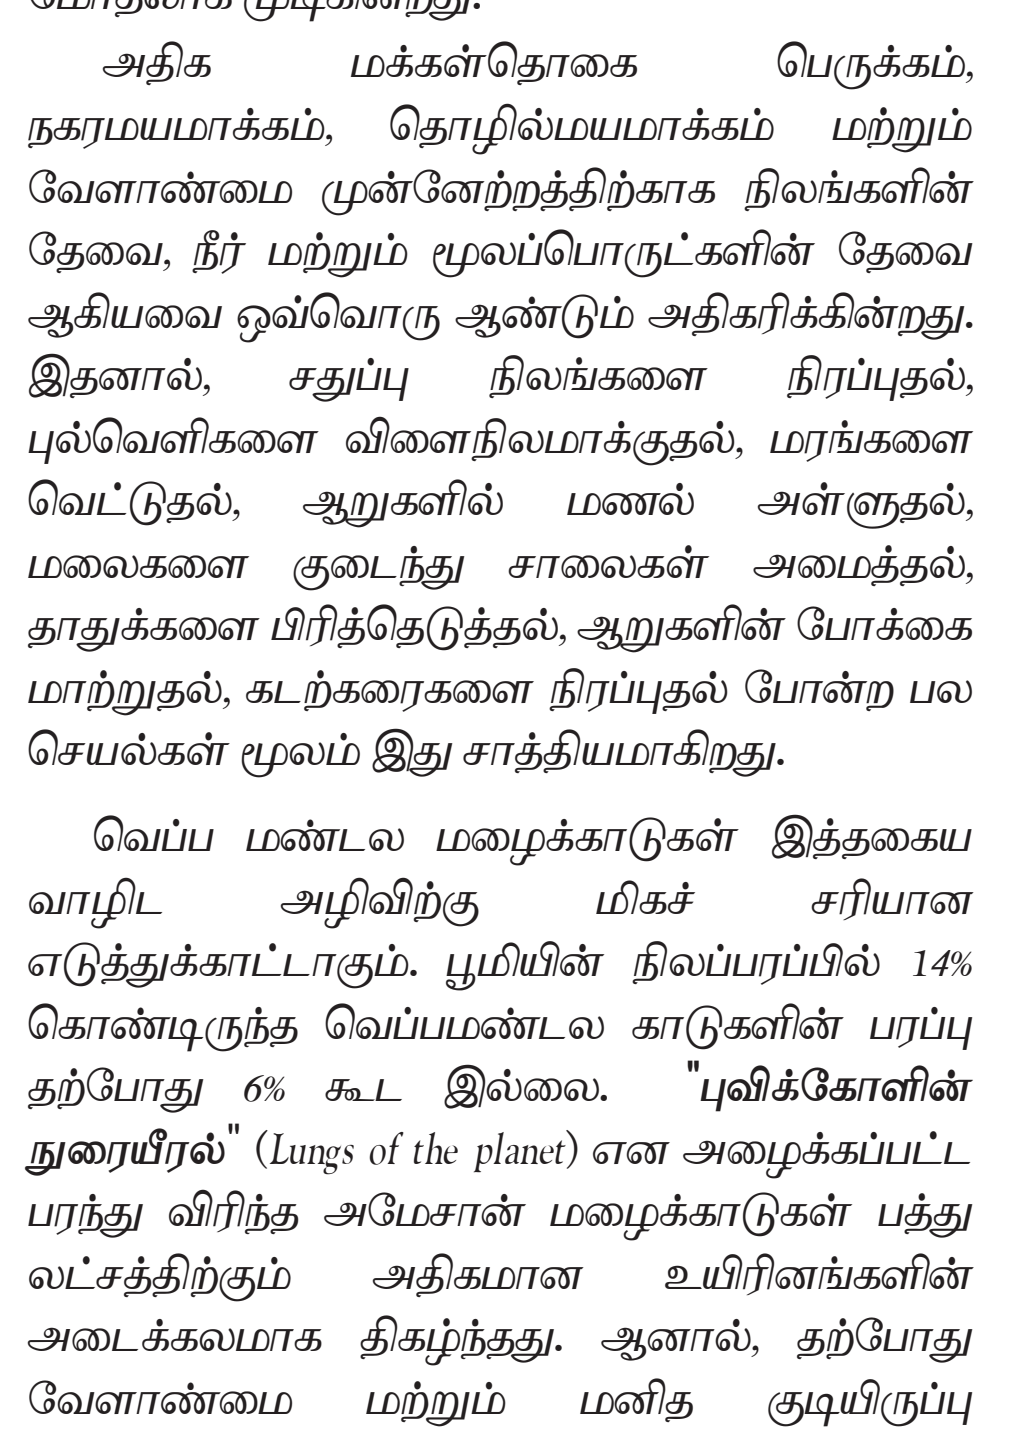 மோதலாக முடிகின்றது.
அதிக மக்கள்தொகை பெருக்கம்,
நகரமயமாக்கம், தொழில்மயமாக்கம் மற்றும்
வேளாண்மை முன்னேற்றத்திற்காக நிலங்களின்
தேவை, நீர் மற்றும் மூலப்பொருட்களின் தேவை
ஆகியவை ஒவ்வொரு ஆண்டும் அதிகரிக்கின்றது.
இதனால், சதுப்பு நிலங்களை நிரப்புதல்,
புல்வெளிகளை விளைநிலமாக்குதல், மரங்களை
வெட்டுதல், ஆறுகளில் மணல் அள்ளுதல்,
மலைகளை குடைந்து சாலைகள் அமைத்தல்,
தாதுக்களை பிரித்தெடுத்தல், ஆறுகளின் போக்கை
மாற்றுதல், கடற்கரைகளை நிரப்புதல் போன்ற பல
செயல்கள் மூலம் இது சாத்தியமாகிறது.
வெப்ப மண்டல மழைக்காடுகள் இத்தகைய
வாழிட அழிவிற்கு மிகச் சரியான
எடுத்துக்காட்டாகும். பூமியின் நிலப்பரப்பில் 14%
கொண்டிருந்த வெப்பமண்டல காடுகளின் பரப்பு
தற்போது 6% கூட இல்லை. "புவிக்கோளின்
நுரையீரல்" (Lungs of the planet) என அழைக்கப்பட்ட
பரந்து விரிந்த அமேசான் மழைக்காடுகள் பத்து
லட்சத்திற்கும் அதிகமான உயிரினங்களின்
அடைக்கலமாக திகழ்ந்தது. ஆனால், தற்போது
வேளாண்மை மற்றும் மனித குடியிருப்பு